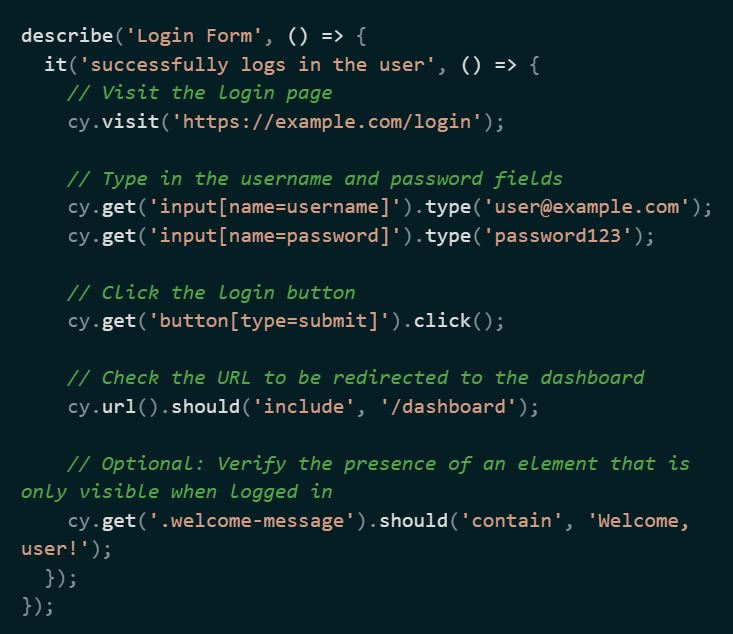 describe('Login Form', () => {
  it('successfully logs in the user', () => {
    // Visit the login page
    cy.visit('https://example.com/login');

    // Type in the username and password fields
    cy.get('input[name=username]').type('user@example.com');
    cy.get('input[name=password]').type('password123');

    // Click the login button
    cy.get('button[type=submit]').click();

    // Check the URL to be redirected to the dashboard
    cy.url().should('include', '/dashboard');

    // Optional: Verify the presence of an element that is
only visible when logged in
    cy.get('.welcome-message').should('contain', 'Welcome,
user!');
  });
});